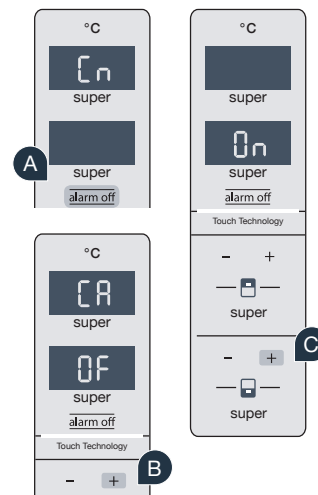 °C
Cn
super
super
alarm off
A
°C
CA
super
OF
super
alarm off
Touch Technology
- +
B
°C
super
On
super
alarm off
Touch Technology
- +
super
- +
C
super